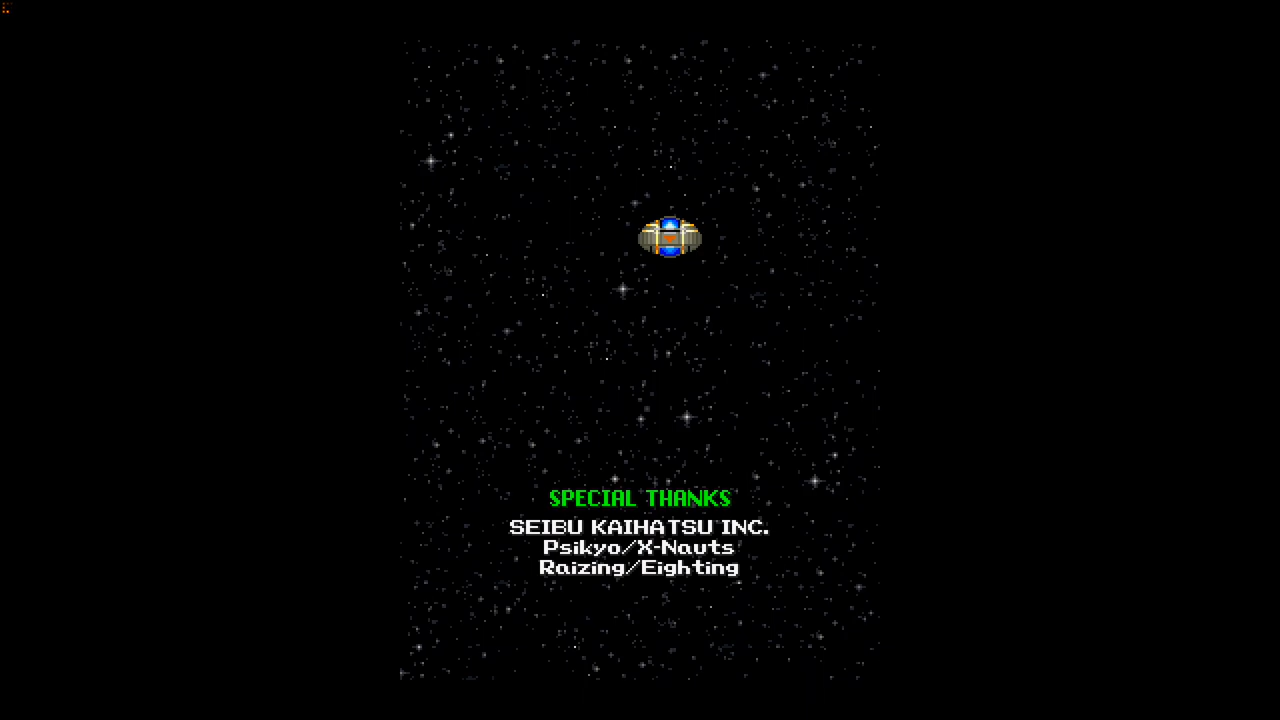 SPECIAL THANKS
SEIBU KAIHATSU INC.
Psikyo/X-Nauts
Raizing/Eighting